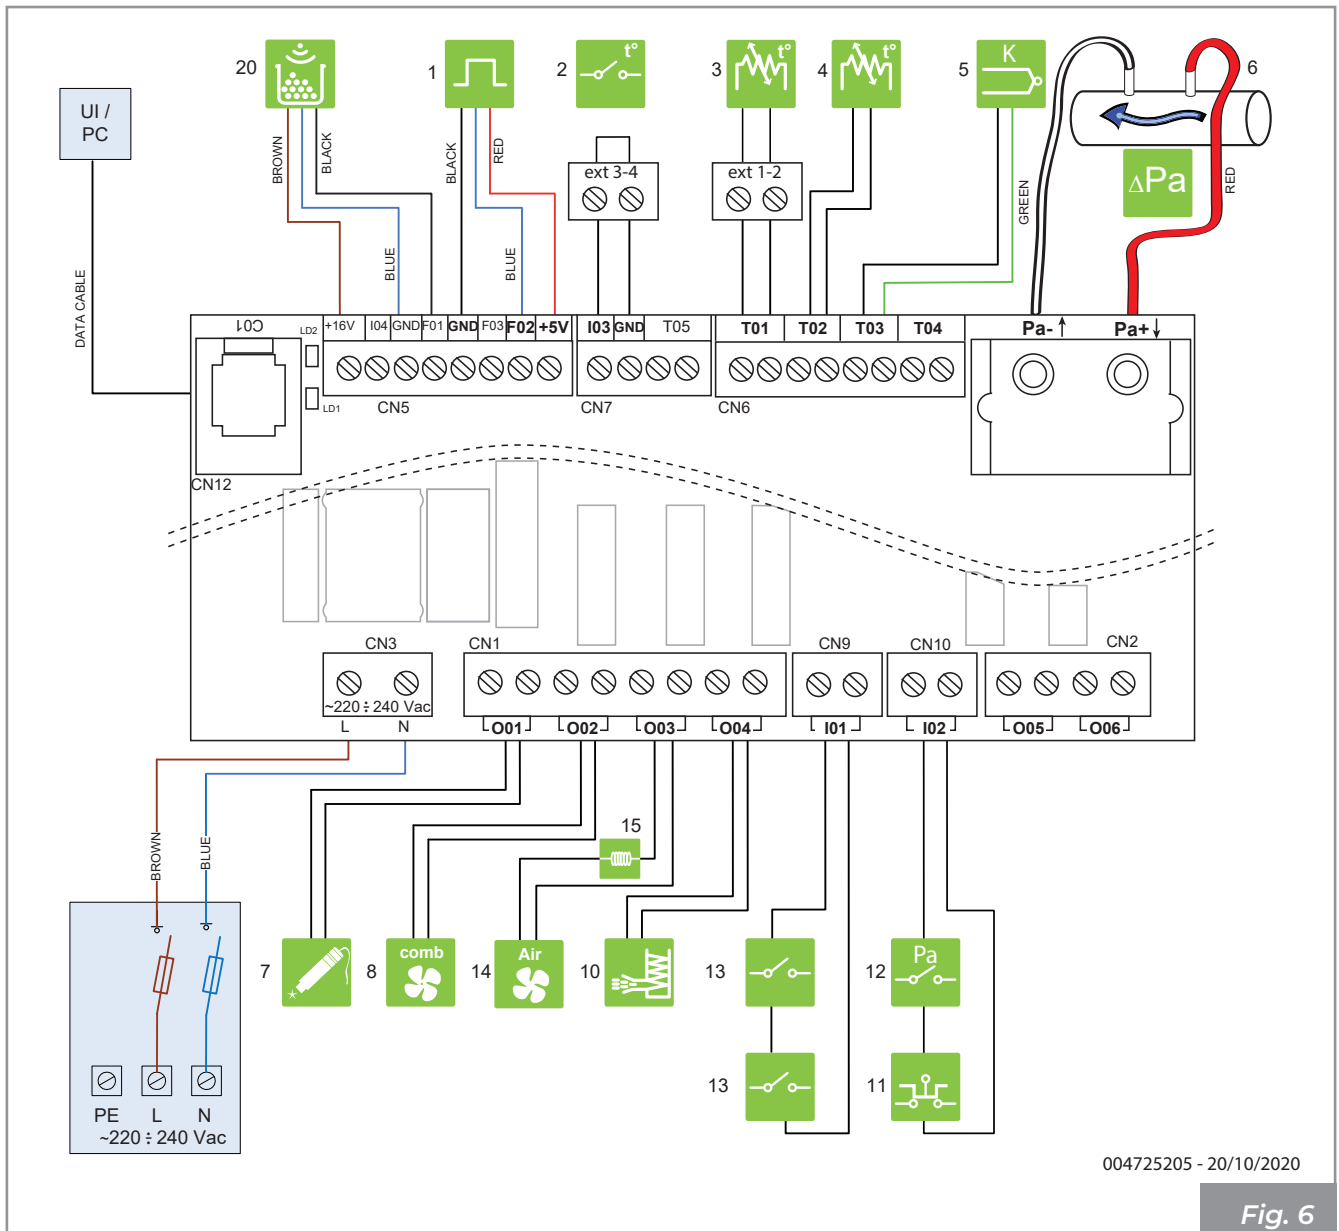 20
1
2
t°
3
t°
4
t°
5
K
6
UI /
PC
BROWN
BLACK
BLUE
BLACK
RED
BLUE
ext 3-4
ext 1-2
GREEN
ΔPa
RED
DATA CABLE
C01
LD2
+16V
I04
GND
F01
GND
F03
F02
+5V
I03
GND
T05
T01
T02
T03
T04
Pa- ↑
Pa+ ↓
LD1
CN5
CN7
CN6
CN12
CN3
CN1
CN9
CN10
CN2
~220 ÷ 240 Vac
L
N
O01
O02
O03
O04
I01
I02
O05
O06
BROWN
BLUE
15
7
8
comb
14
Air
10
13
12
Pa
13
11
PE
L
N
~220 ÷ 240 Vac
004725205 - 20/10/2020
Fig. 6